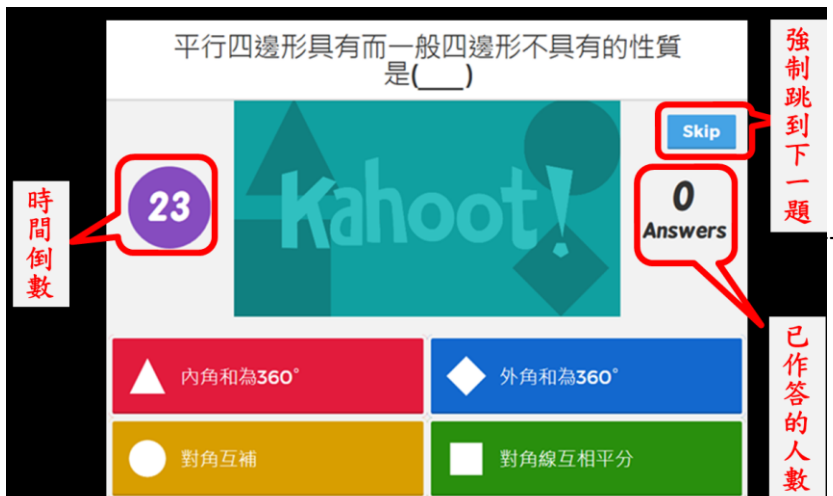 平行四邊形具有而一般四邊形不具有的性質
是(___)
強制跳到下一題
Skip
Kahoot!
時間倒數
23
0
Answers
已作答的人數
內角和為360°
外角和為360°
對角互補
對角線互相平分